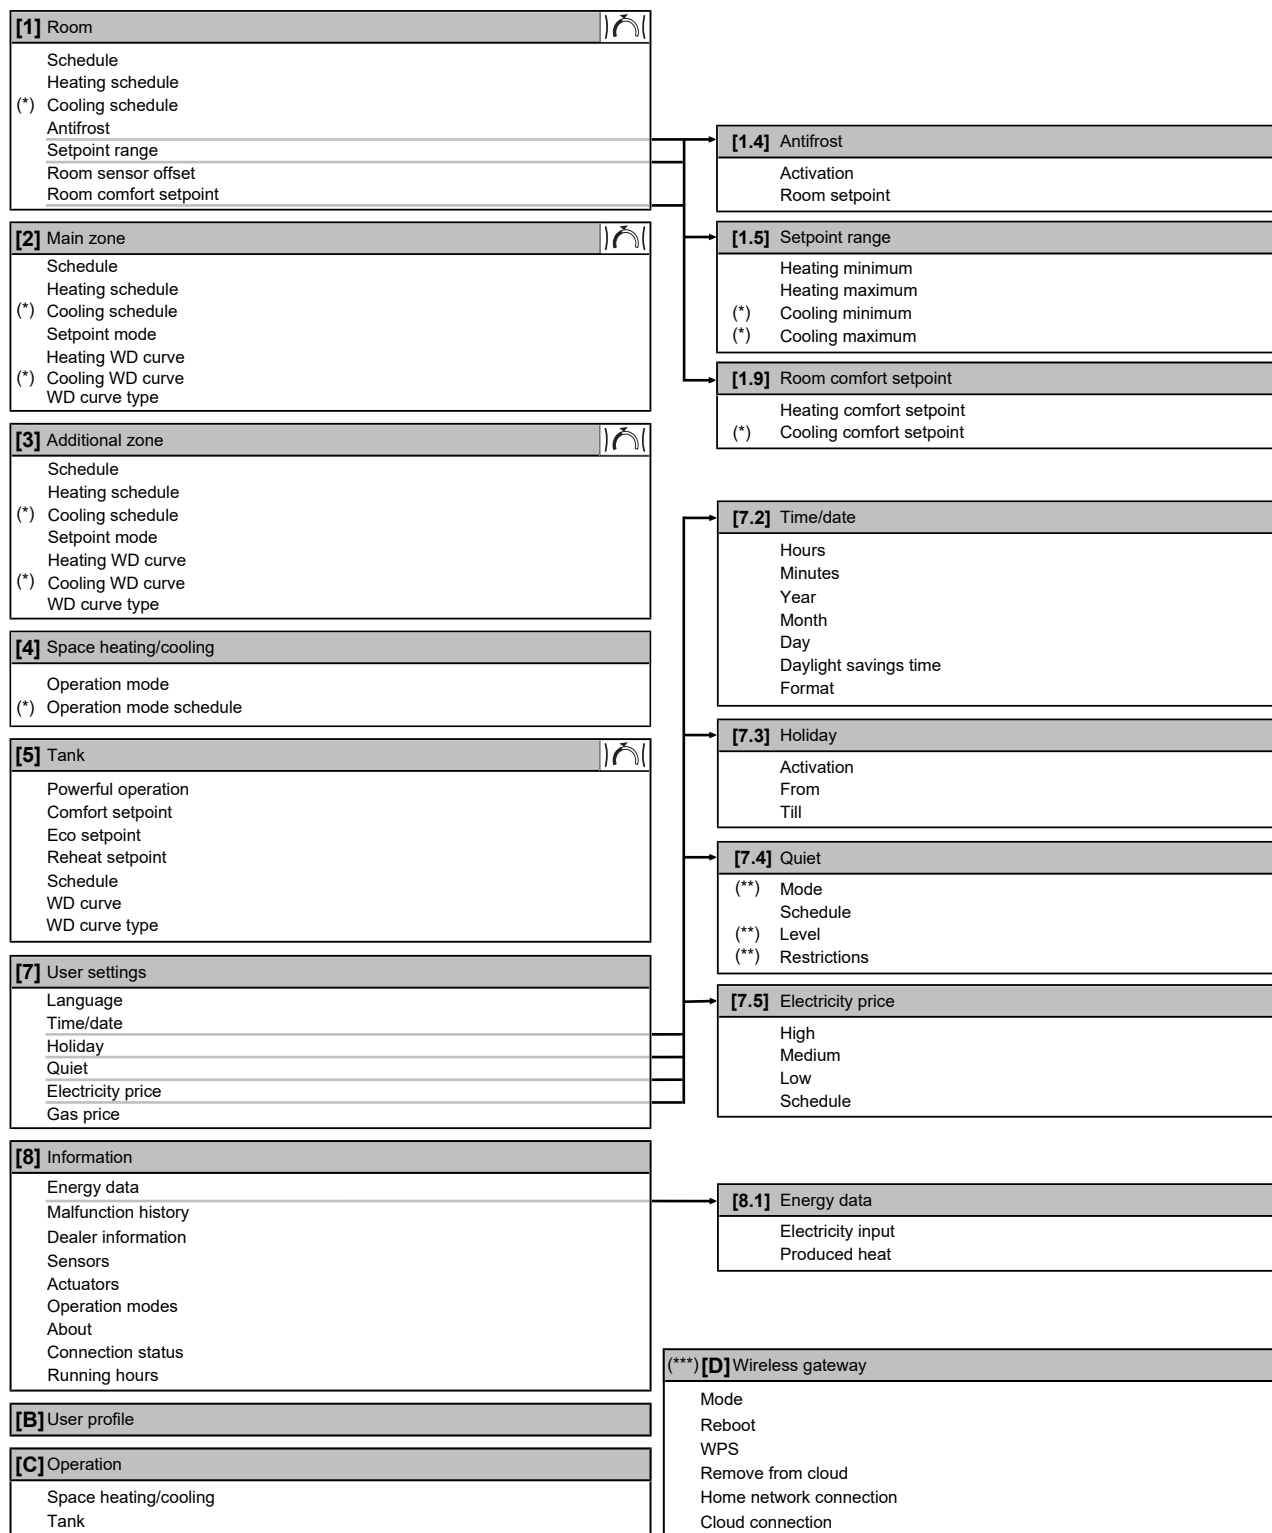 [1] Room
Schedule
Heating schedule
(*) Cooling schedule
Antifrost
Setpoint range
Room sensor offset
Room comfort setpoint
[2] Main zone
Schedule
Heating schedule
(*) Cooling schedule
Setpoint mode
Heating WD curve
(*) Cooling WD curve
WD curve type
[3] Additional zone
Schedule
Heating schedule
(*) Cooling schedule
Setpoint mode
Heating WD curve
(*) Cooling WD curve
WD curve type
[4] Space heating/cooling
Operation mode
(*) Operation mode schedule
[5] Tank
Powerful operation
Comfort setpoint
Eco setpoint
Reheat setpoint
Schedule
WD curve
WD curve type
[7] User settings
Language
Time/date
Holiday
Quiet
Electricity price
Gas price
[8] Information
Energy data
Malfunction history
Dealer information
Sensors
Actuators
Operation modes
About
Connection status
Running hours
[B] User profile
[C] Operation
Space heating/cooling
Tank
[1.4] Antifrost
Activation
Room setpoint
[1.5] Setpoint range
Heating minimum
Heating maximum
(*) Cooling minimum
(*) Cooling maximum
[1.9] Room comfort setpoint
Heating comfort setpoint
(*) Cooling comfort setpoint
[7.2] Time/date
Hours
Minutes
Year
Month
Day
Daylight savings time
Format
[7.3] Holiday
Activation
From
Till
[7.4] Quiet
(**) Mode
Schedule
(**) Level
(**) Restrictions
[7.5] Electricity price
High
Medium
Low
Schedule
[8.1] Energy data
Electricity input
Produced heat
(***) [D] Wireless gateway
Mode
Reboot
WPS
Remove from cloud
Home network connection
Cloud connection